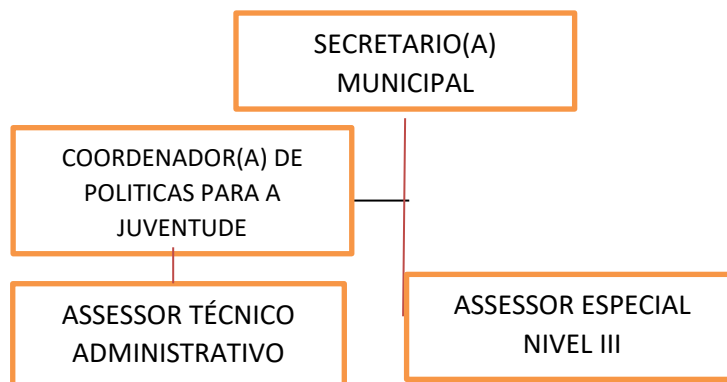 SECRETARIO(A)
MUNICIPAL
COORDENADOR(A) DE
POLITICAS PARA A
JUVENTUDE
ASSESSOR TÉCNICO
ADMINISTRATIVO
ASSESSOR ESPECIAL
NIVEL III